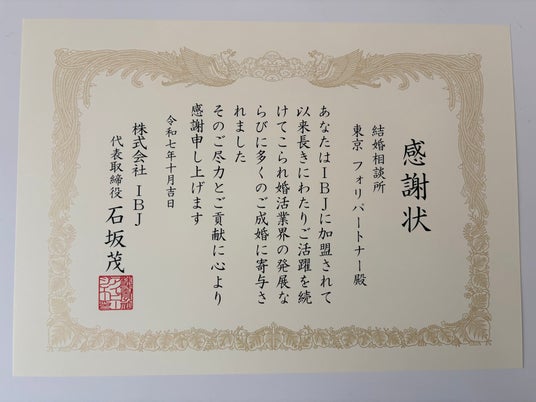 感謝状
結婚相談所
東京 フォリパートナー殿
あなたはIBJに加盟されて
以来長きにわたりご活躍を続
けてこられ婚活業界の発展な
らびに多くのご成婚に寄与さ
れました
そのご尽力とご貢献に心より
感謝申し上げます
令和七年十月吉日
株式会社 IBJ
代表取締役 石坂茂